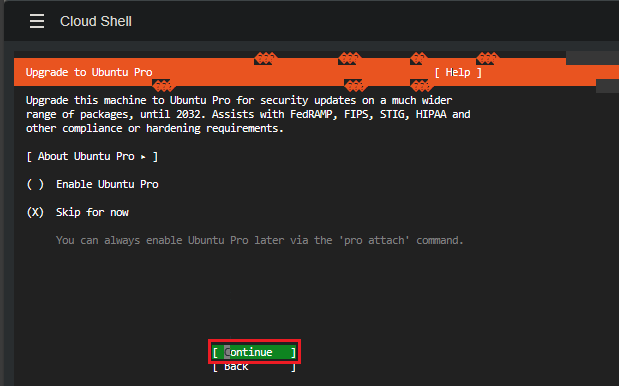 Cloud Shell
Upgrade to Ubuntu Pro [ Help ]
Upgrade this machine to Ubuntu Pro for security updates on a much wider
range of packages, until 2032. Assists with FedRAMP, FIPS, STIG, HIPAA and
other compliance or hardening requirements.
[ About Ubuntu Pro ▸ ]
( ) Enable Ubuntu Pro
(X) Skip for now
You can always enable Ubuntu Pro later via the 'pro attach' command.
[ Continue ]
[ Back ]